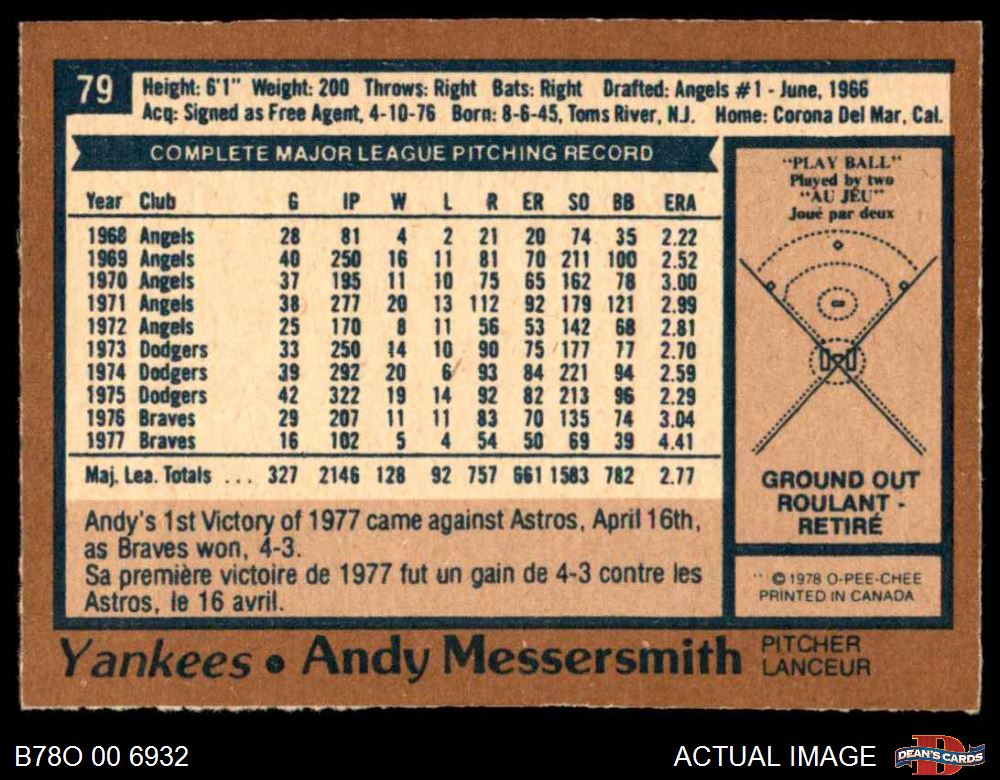 79
Height: 6'1" Weight: 200 Throws: Right Bats: Right Drafted: Angels #1 - June, 1966
Acq: Signed as Free Agent, 4-10-76 Born: 8-6-45, Toms River, N.J. Home: Corona Del Mar, Cal.
COMPLETE MAJOR LEAGUE PITCHING RECORD
Year Club G IP W L R ER SO BB ERA
1968 Angels 28 81 4 2 21 20 74 35 2.22
1969 Angels 40 250 16 11 81 70 211 100 2.52
1970 Angels 37 195 11 10 75 65 162 78 3.00
1971 Angels 38 277 20 13 112 92 179 121 2.99
1972 Angels 25 170 8 11 56 53 142 68 2.81
1973 Dodgers 33 250 14 10 90 75 177 77 2.70
1974 Dodgers 39 292 20 6 93 84 221 94 2.59
1975 Dodgers 42 322 19 14 92 82 213 96 2.29
1976 Braves 29 207 11 11 83 70 135 74 3.04
1977 Braves 16 102 5 4 54 50 69 39 4.41
Maj. Lea. Totals ... 327 2146 128 92 757 661 1583 782 2.77
Andy's 1st Victory of 1977 came against Astros, April 16th,
as Braves won, 4-3.
Sa première victoire de 1977 fut un gain de 4-3 contre les
Astros, le 16 avril.
"PLAY BALL"
Played by two
"AU JEU"
Joué par deux
GROUND OUT
ROULANT -
RETIRÉ
** © 1978 O-PEE-CHEE
PRINTED IN CANADA
Yankees • Andy Messersmith
PITCHER
LANCEUR
B78O 00 6932
ACTUAL IMAGE
DEAN'S CARDS